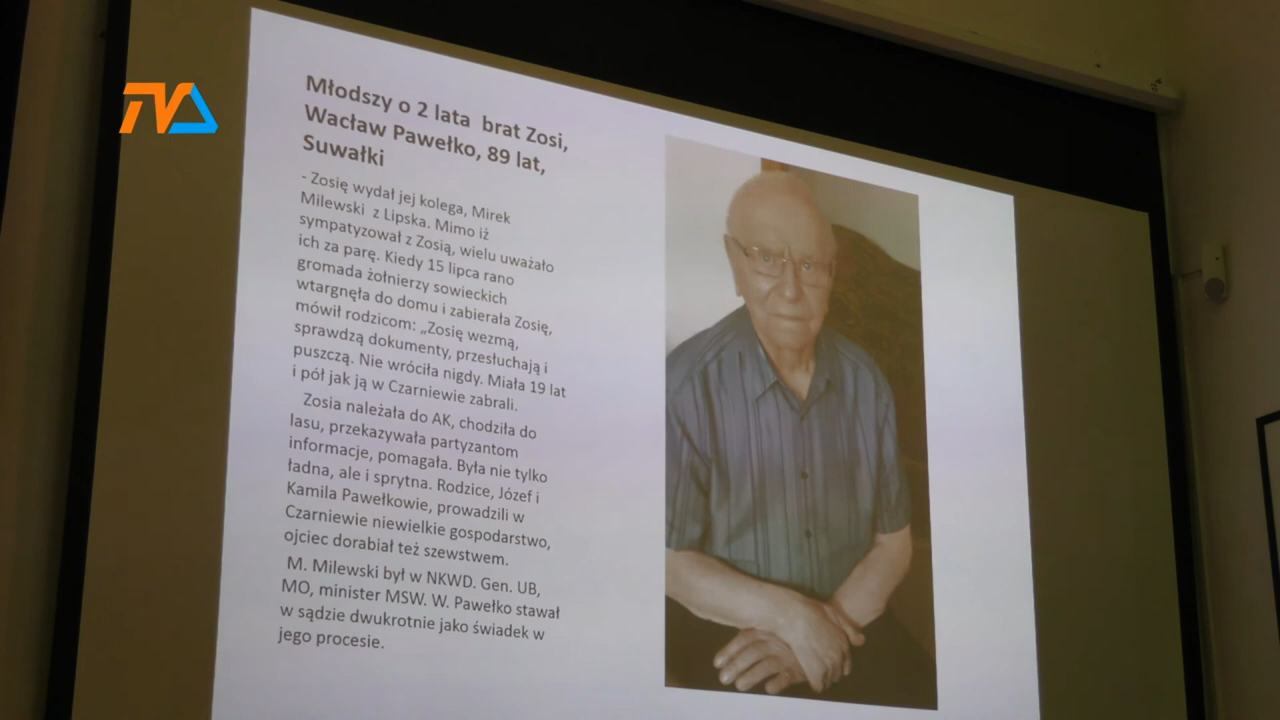 TVA
Młodszy o 2 lata brat Zosi,
Wacław Pawełko, 89 lat,
Suwałki
- Zosię wydał jej kolega, Mirek
Milewski z Lipska. Mimo iż
sympatyzował z Zosią, wielu uważało
ich za parę. Kiedy 15 lipca rano
gromada żołnierzy sowieckich
wtargnęła do domu i zabierała Zosię,
mówił rodzicom: „Zosię wezmą,
sprawdzą dokumenty, przesłuchają i
puszczą. Nie wróciła nigdy. Miała 19 lat
i pół jak ją w Czarniewie zabrali.
Zosia należała do AK, chodziła do
lasu, przekazywała partyzantom
informacje, pomagała. Była nie tylko
ładna, ale i sprytna. Rodzice, Józef i
Kamila Pawełkowie, prowadzili w
Czarniewie niewielkie gospodarstwo,
ojciec dorabiał też szewstwem.
M. Milewski był w NKWD. Gen. UB,
MO, minister MSW. W. Pawełko stawał
w sądzie dwukrotnie jako świadek w
jego procesie.